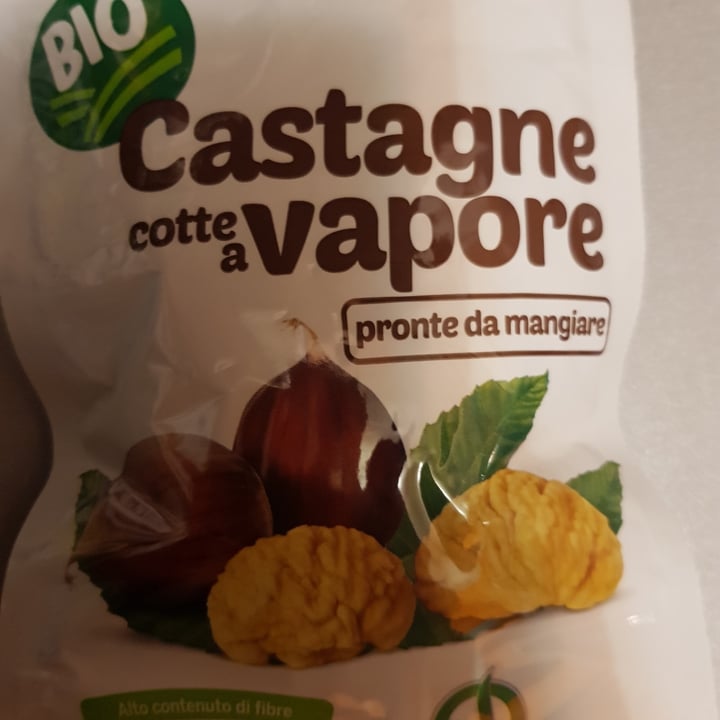 BIO
Castagne
cotte a vapore
pronte da mangiare
Alto contenuto di fibre